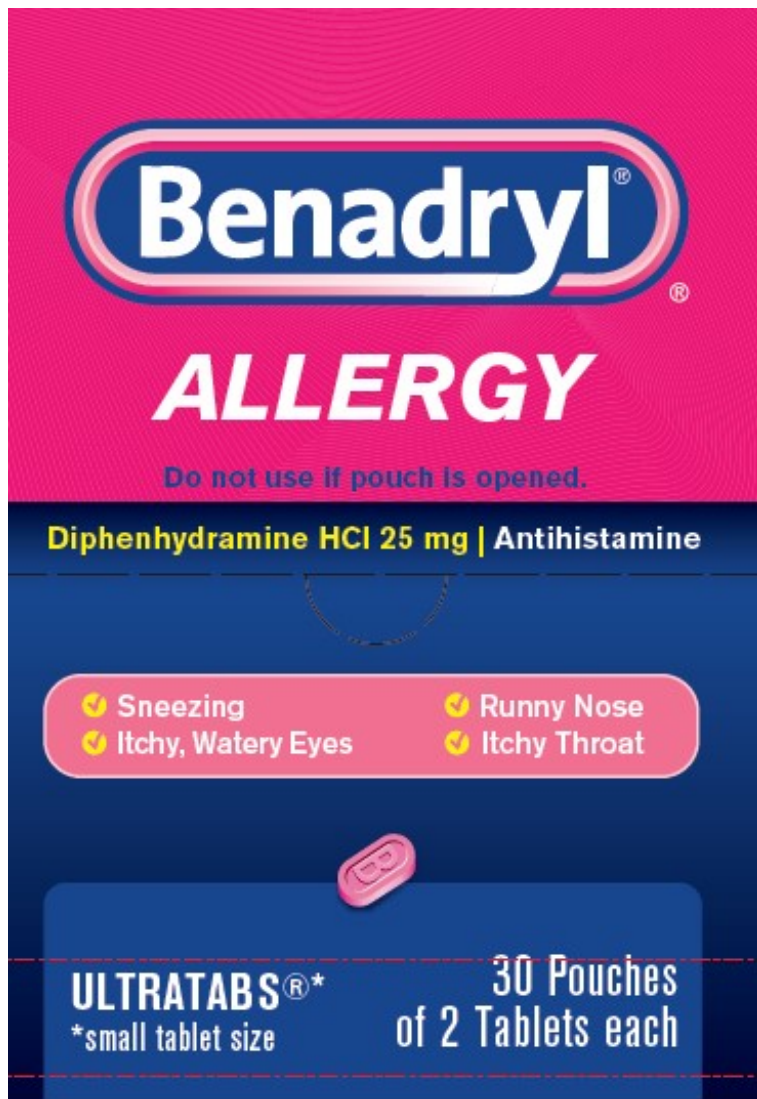 Benadryl®
®
ALLERGY
Do not use if pouch is opened.
Diphenhydramine HCl 25 mg | Antihistamine
Sneezing
Runny Nose
Itchy, Watery Eyes
Itchy Throat
B
ULTRATABS®*
*small tablet size
30 Pouches
of 2 Tablets each